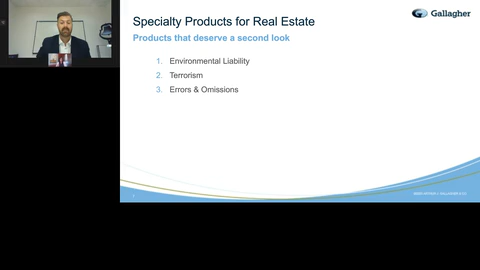 Specialty Products for Real Estate
Gallagher
Products that deserve a second look
1. Environmental Liability
2. Terrorism
3. Errors & Omissions